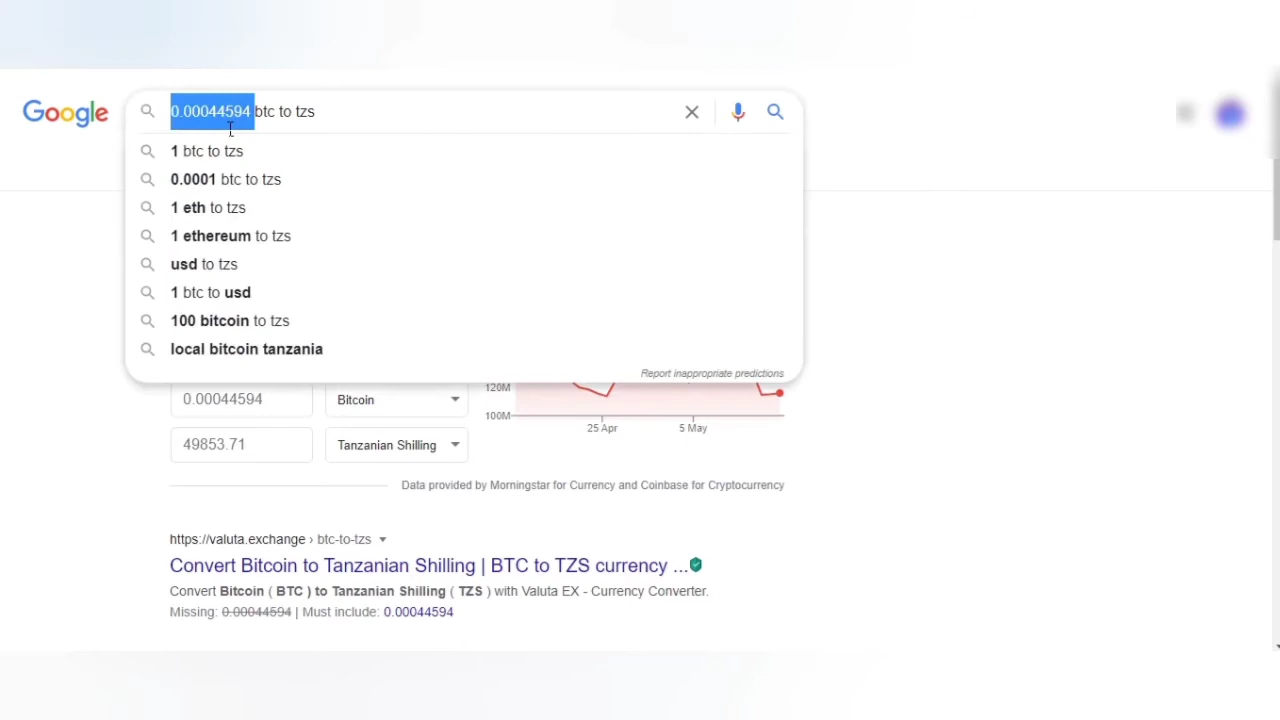 Google
0.00044594 btc to tzs
1 btc to tzs
0.0001 btc to tzs
1 eth to tzs
1 ethereum to tzs
usd to tzs
1 btc to usd
100 bitcoin to tzs
local bitcoin tanzania
Report inappropriate predictions
0.00044594 Bitcoin
49853.71 Tanzanian Shilling
120M
100M
25 Apr 5 May
Data provided by Morningstar for Currency and Coinbase for Cryptocurrency
https://valuta.exchange › btc-to-tzs
Convert Bitcoin to Tanzanian Shilling | BTC to TZS currency ...
Convert Bitcoin ( BTC ) to Tanzanian Shilling ( TZS ) with Valuta EX - Currency Converter.
Missing: 0.00044594 | Must include: 0.00044594